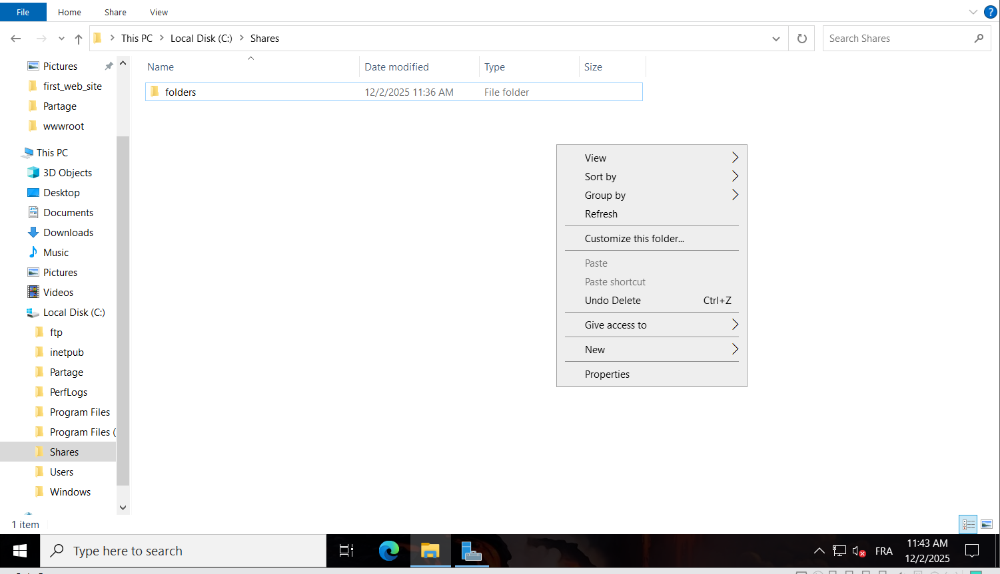 File Home Share View
?
This PC Local Disk (C:) Shares
Search Shares
Name Date modified Type Size
folders 12/2/2025 11:36 AM File folder
Pictures
first_web_site
Partage
wwwroot
This PC
3D Objects
Desktop
Documents
Downloads
Music
Pictures
Videos
Local Disk (C:)
ftp
inetpub
Partage
PerfLogs
Program Files
Program Files (
Shares
Users
Windows
View
Sort by
Group by
Refresh
Customize this folder...
Paste
Paste shortcut
Undo Delete Ctrl+Z
Give access to
New
Properties
1 item
Type here to search
FRA
11:43 AM
12/2/2025